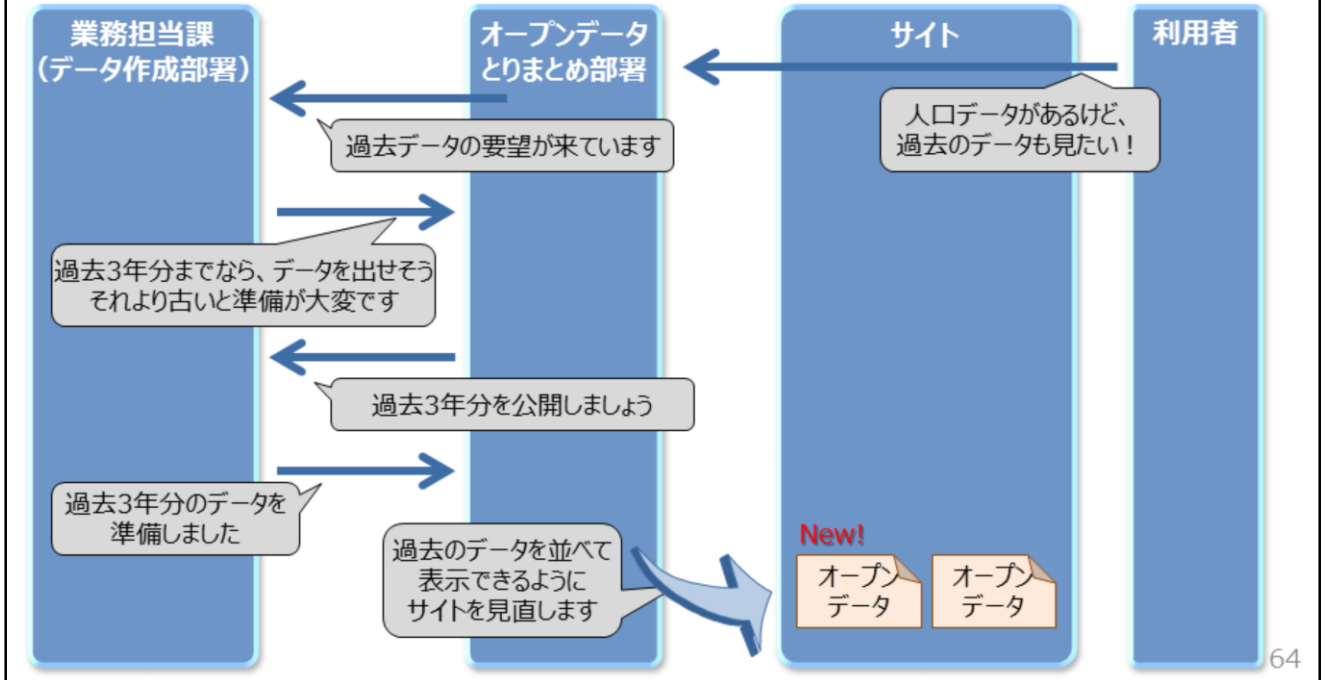 業務担当課
(データ作成部署)
オープンデータ
とりまとめ部署
サイト
利用者
人口データがあるけど、
過去のデータも見たい！
過去データの要望が来ています
過去3年分までなら、データを出せそう
それより古いと準備が大変です
過去3年分を公開しましょう
過去3年分のデータを
準備しました
過去のデータを並べて
表示できるように
サイトを見直します
New!
オープン
データ
オープン
データ
64